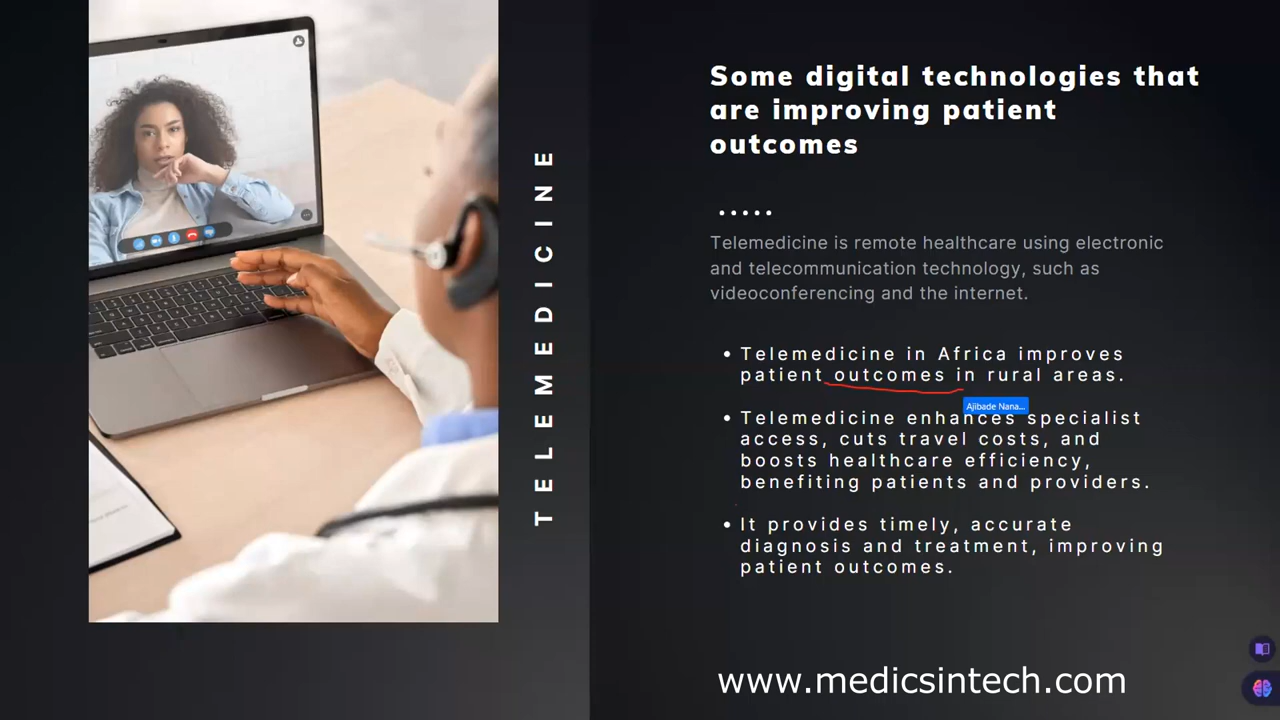 TELEMEDICINE
Some digital technologies that
are improving patient
outcomes
Telemedicine is remote healthcare using electronic
and telecommunication technology, such as
videoconferencing and the internet.
• Telemedicine in Africa improves
patient outcomes in rural areas.
Ajibade Nana...
• Telemedicine enhances specialist
access, cuts travel costs, and
boosts healthcare efficiency,
benefiting patients and providers.
• It provides timely, accurate
diagnosis and treatment, improving
patient outcomes.
www.medicsintech.com